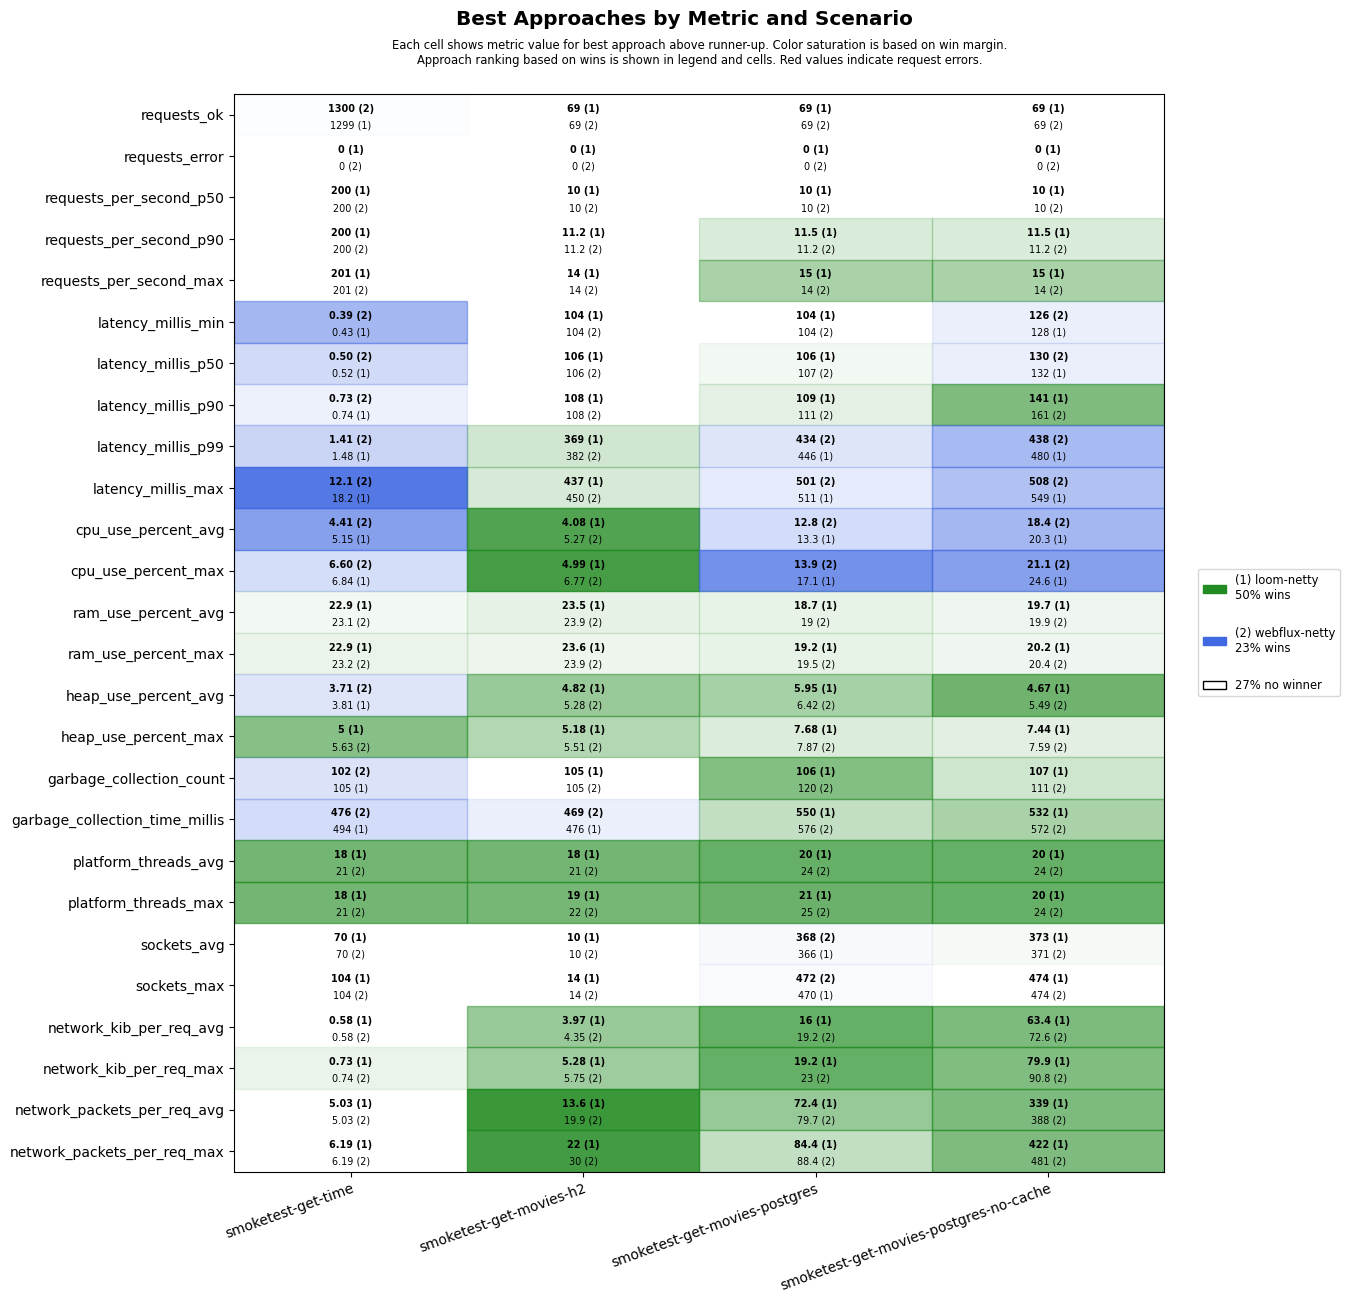 Best Approaches by Metric and Scenario
Each cell shows metric value for best approach above runner-up. Color saturation is based on win margin.
Approach ranking based on wins is shown in legend and cells. Red values indicate request errors.
requests_ok
1300 (2) 69 (1) 69 (1) 69 (1)
1299 (1) 69 (2) 69 (2) 69 (2)
requests_error
0 (1) 0 (1) 0 (1) 0 (1)
0 (2) 0 (2) 0 (2) 0 (2)
requests_per_second_p50
200 (1) 10 (1) 10 (1) 10 (1)
200 (2) 10 (2) 10 (2) 10 (2)
requests_per_second_p90
200 (1) 11.2 (1) 11.5 (1) 11.5 (1)
200 (2) 11.2 (2) 11.2 (2) 11.2 (2)
requests_per_second_max
201 (1) 14 (1) 15 (1) 15 (1)
201 (2) 14 (2) 14 (2) 14 (2)
latency_millis_min
0.39 (2) 104 (1) 104 (1) 126 (2)
0.43 (1) 104 (2) 104 (2) 128 (1)
latency_millis_p50
0.50 (2) 106 (1) 106 (1) 130 (2)
0.52 (1) 106 (2) 107 (2) 132 (1)
latency_millis_p90
0.73 (2) 108 (1) 109 (1) 141 (1)
0.74 (1) 108 (2) 111 (2) 161 (2)
latency_millis_p99
1.41 (2) 369 (1) 434 (2) 438 (2)
1.48 (1) 382 (2) 446 (1) 480 (1)
latency_millis_max
12.1 (2) 437 (1) 501 (2) 508 (2)
18.2 (1) 450 (2) 511 (1) 549 (1)
cpu_use_percent_avg
4.41 (2) 4.08 (1) 12.8 (2) 18.4 (2)
5.15 (1) 5.27 (2) 13.3 (1) 20.3 (1)
cpu_use_percent_max
6.60 (2) 4.99 (1) 13.9 (2) 21.1 (2)
6.84 (1) 6.77 (2) 17.1 (1) 24.6 (1)
ram_use_percent_avg
22.9 (1) 23.5 (1) 18.7 (1) 19.7 (1)
23.1 (2) 23.9 (2) 19 (2) 19.9 (2)
ram_use_percent_max
22.9 (1) 23.6 (1) 19.2 (1) 20.2 (1)
23.2 (2) 23.9 (2) 19.5 (2) 20.4 (2)
heap_use_percent_avg
3.71 (2) 4.82 (1) 5.95 (1) 4.67 (1)
3.81 (1) 5.28 (2) 6.42 (2) 5.49 (2)
heap_use_percent_max
5 (1) 5.18 (1) 7.68 (1) 7.44 (1)
5.63 (2) 5.51 (2) 7.87 (2) 7.59 (2)
garbage_collection_count
102 (2) 105 (1) 106 (1) 107 (1)
105 (1) 105 (2) 120 (2) 111 (2)
garbage_collection_time_millis
476 (2) 469 (2) 550 (1) 532 (1)
494 (1) 476 (1) 576 (2) 572 (2)
platform_threads_avg
18 (1) 18 (1) 20 (1) 20 (1)
21 (2) 21 (2) 24 (2) 24 (2)
platform_threads_max
18 (1) 19 (1) 21 (1) 20 (1)
21 (2) 22 (2) 25 (2) 24 (2)
sockets_avg
70 (1) 10 (1) 368 (2) 373 (1)
70 (2) 10 (2) 366 (1) 371 (2)
sockets_max
104 (1) 14 (1) 472 (2) 474 (1)
104 (2) 14 (2) 470 (1) 474 (2)
network_kib_per_req_avg
0.58 (1) 3.97 (1) 16 (1) 63.4 (1)
0.58 (2) 4.35 (2) 19.2 (2) 72.6 (2)
network_kib_per_req_max
0.73 (1) 5.28 (1) 19.2 (1) 79.9 (1)
0.74 (2) 5.75 (2) 23 (2) 90.8 (2)
network_packets_per_req_avg
5.03 (1) 13.6 (1) 72.4 (1) 339 (1)
5.03 (2) 19.9 (2) 79.7 (2) 388 (2)
network_packets_per_req_max
6.19 (1) 22 (1) 84.4 (1) 422 (1)
6.19 (2) 30 (2) 88.4 (2) 481 (2)
smoketest-get-time
smoketest-get-movies-h2
smoketest-get-movies-postgres
smoketest-get-movies-postgres-no-cache
(1) loom-netty
50% wins
(2) webflux-netty
23% wins
27% no winner